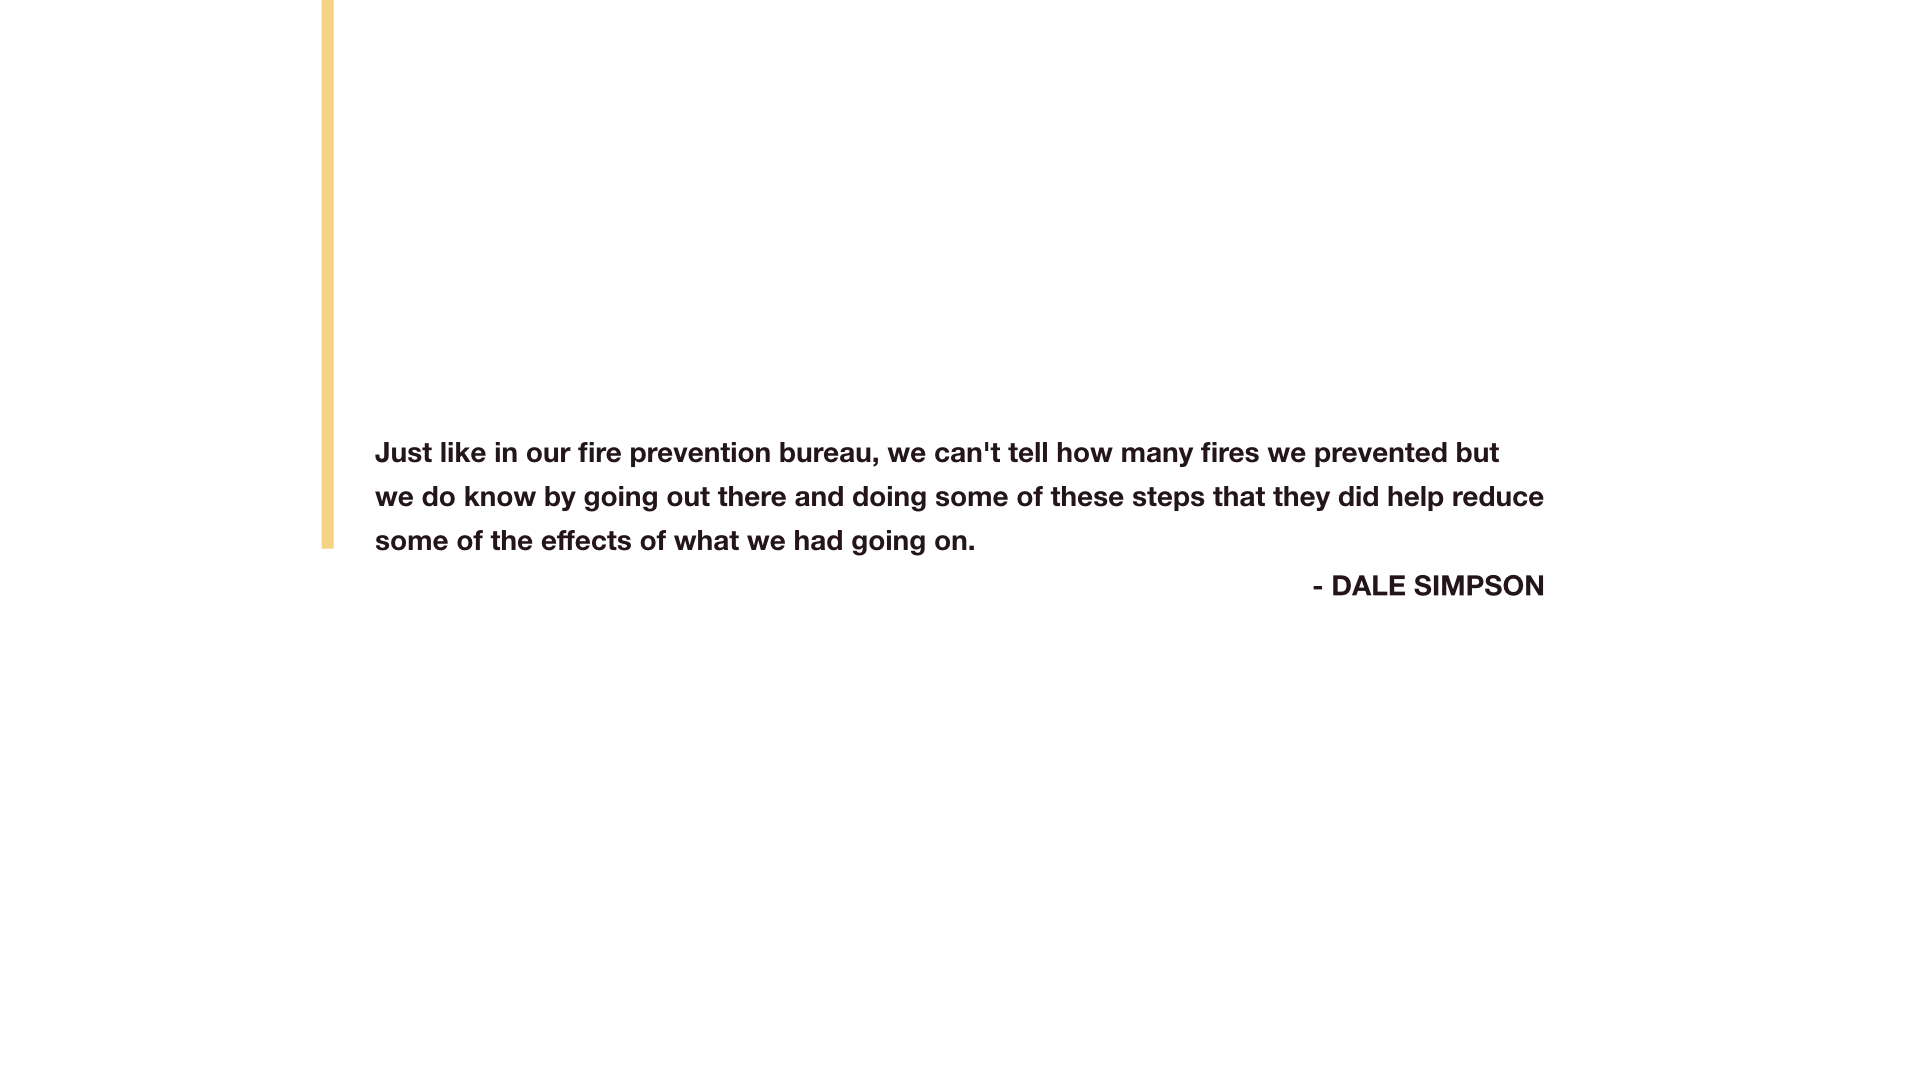 Just like in our fire prevention bureau, we can't tell how many fires we prevented but
we do know by going out there and doing some of these steps that they did help reduce
some of the effects of what we had going on.
- DALE SIMPSON